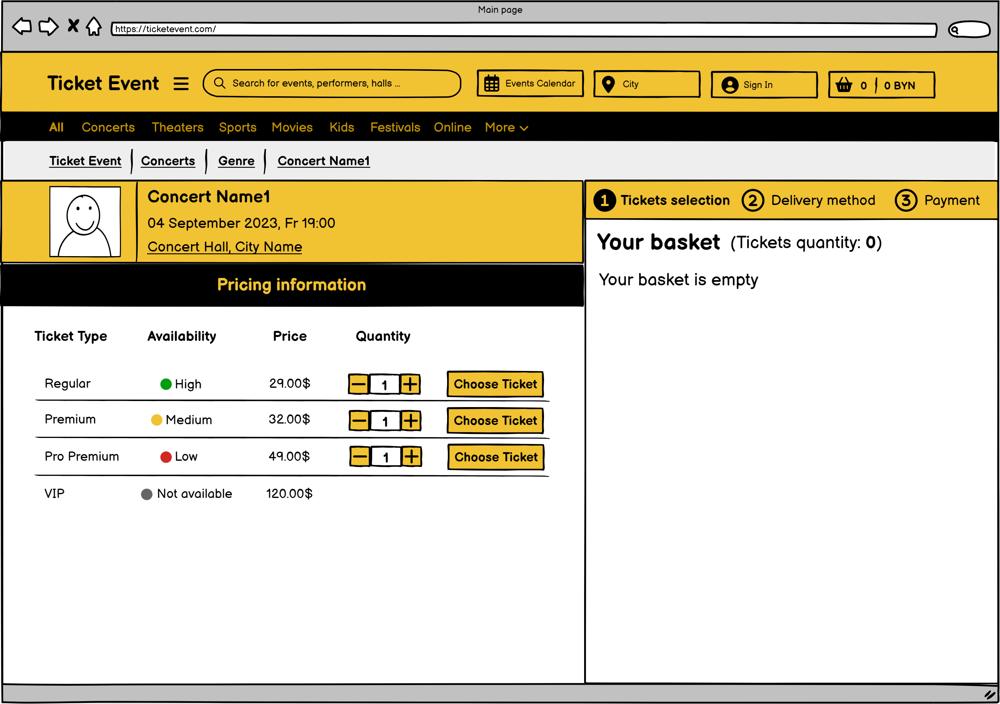 Main page
https://ticketevent.com/
Ticket Event
Search for events, performers, halls ...
Events Calendar
City
Sign In
0 | 0 BYN
All Concerts Theaters Sports Movies Kids Festivals Online More
Ticket Event | Concerts | Genre | Concert Name1
Concert Name1
04 September 2023, Fr 19:00
Concert Hall, City Name
1 Tickets selection 2 Delivery method 3 Payment
Your basket (Tickets quantity: 0)
Your basket is empty
Pricing information
Ticket Type Availability Price Quantity
Regular High 29.00$ − 1 + Choose Ticket
Premium Medium 32.00$ − 1 + Choose Ticket
Pro Premium Low 49.00$ − 1 + Choose Ticket
VIP Not available 120.00$